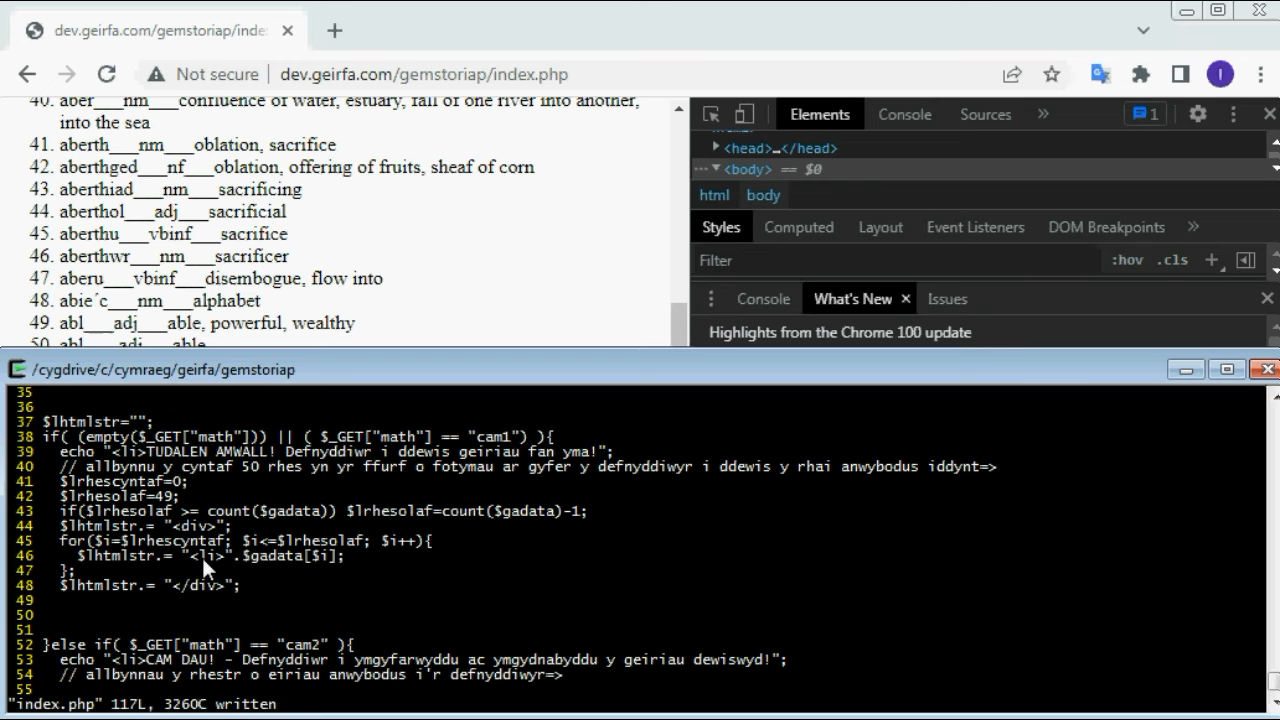 dev.geirfa.com/gemstoriap/inde
Not secure
dev.geirfa.com/gemstoriap/index.php
I
40. aber___nm___confluence of water, estuary, fall of one river into another,
into the sea
41. aberth___nm___oblation, sacrifice
42. aberthged___nf___oblation, offering of fruits, sheaf of corn
43. aberthiad___nm___sacrificing
44. aberthol___adj___sacrificial
45. aberthu___vbinf___sacrifice
46. aberthwr___nm___sacrificer
47. aberu___vbinf___disembogue, flow into
48. abie´c___nm___alphabet
49. abl___adj___able, powerful, wealthy
50. abl___adj___able
Elements Console Sources » 1
<head>…</head>
<body> == $0
html body
Styles Computed Layout Event Listeners DOM Breakpoints »
Filter :hov .cls +
Console What's New × Issues
Highlights from the Chrome 100 update
/cygdrive/c/cymraeg/geirfa/gemstoriap
35
36
37 $lhtmlstr="";
38 if( (empty($_GET["math"])) || ( $_GET["math"] == "cam1") ){
39 echo "<li>TUDALEN AMWALL! Defnyddiwr i ddewis geiriau fan yma!";
40 // allbynnu y cyntaf 50 rhes yn yr ffurf o fotymau ar gyfer y defnyddiwyr i ddewis y rhai anwybodus iddynt=>
41 $lrhescyntaf=0;
42 $lrhesolaf=49;
43 if($lrhesolaf >= count($gadata)) $lrhesolaf=count($gadata)-1;
44 $lhtmlstr.= "<div>";
45 for($i=$lrhescyntaf; $i<=$lrhesolaf; $i++){
46 $lhtmlstr.= "<li>".$gadata[$i];
47 };
48 $lhtmlstr.= "</div>";
49
50
51
52 }else if( $_GET["math"] == "cam2" ){
53 echo "<li>CAM DAU! - Defnyddiwr i ymgyfarwyddu ac ymgydnabyddu y geiriau dewiswyd!";
54 // allbynnau y rhestr o eiriau anwybodus i'r defnyddiwyr=>
55
"index.php" 117L, 3260C written